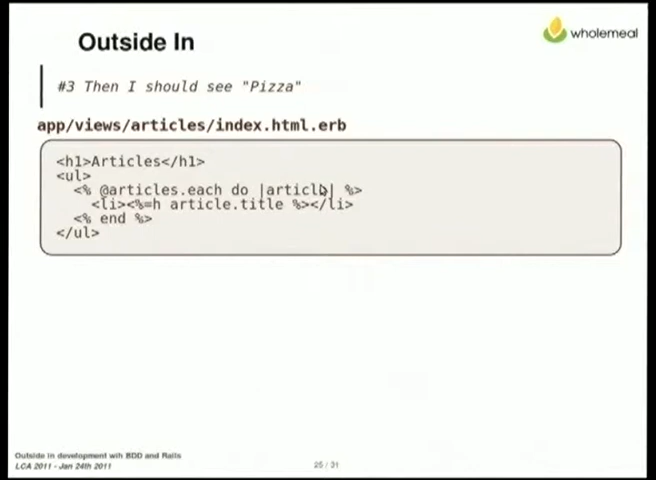 Outside In
wholemeal
#3 Then I should see "Pizza"
app/views/articles/index.html.erb
<h1>Articles</h1>
<ul>
<% @articles.each do |article| %>
<li><%=h article.title %></li>
<% end %>
</ul>
Outside in development wih BDD and Rails
LCA 2011 - Jan 24th 2011
25 / 31